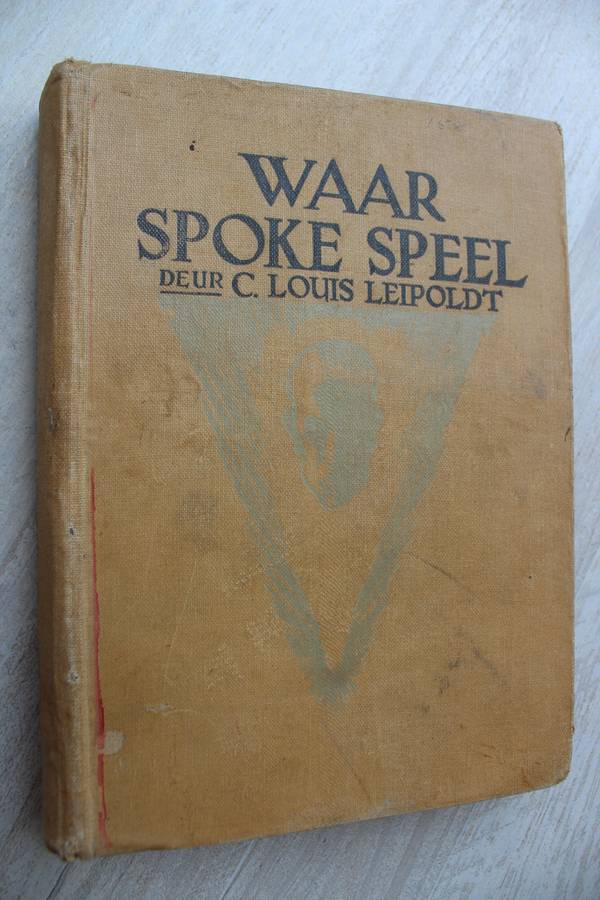 WAAR
SPOKE SPEEL
DEUR C. LOUIS LEIPOLDT